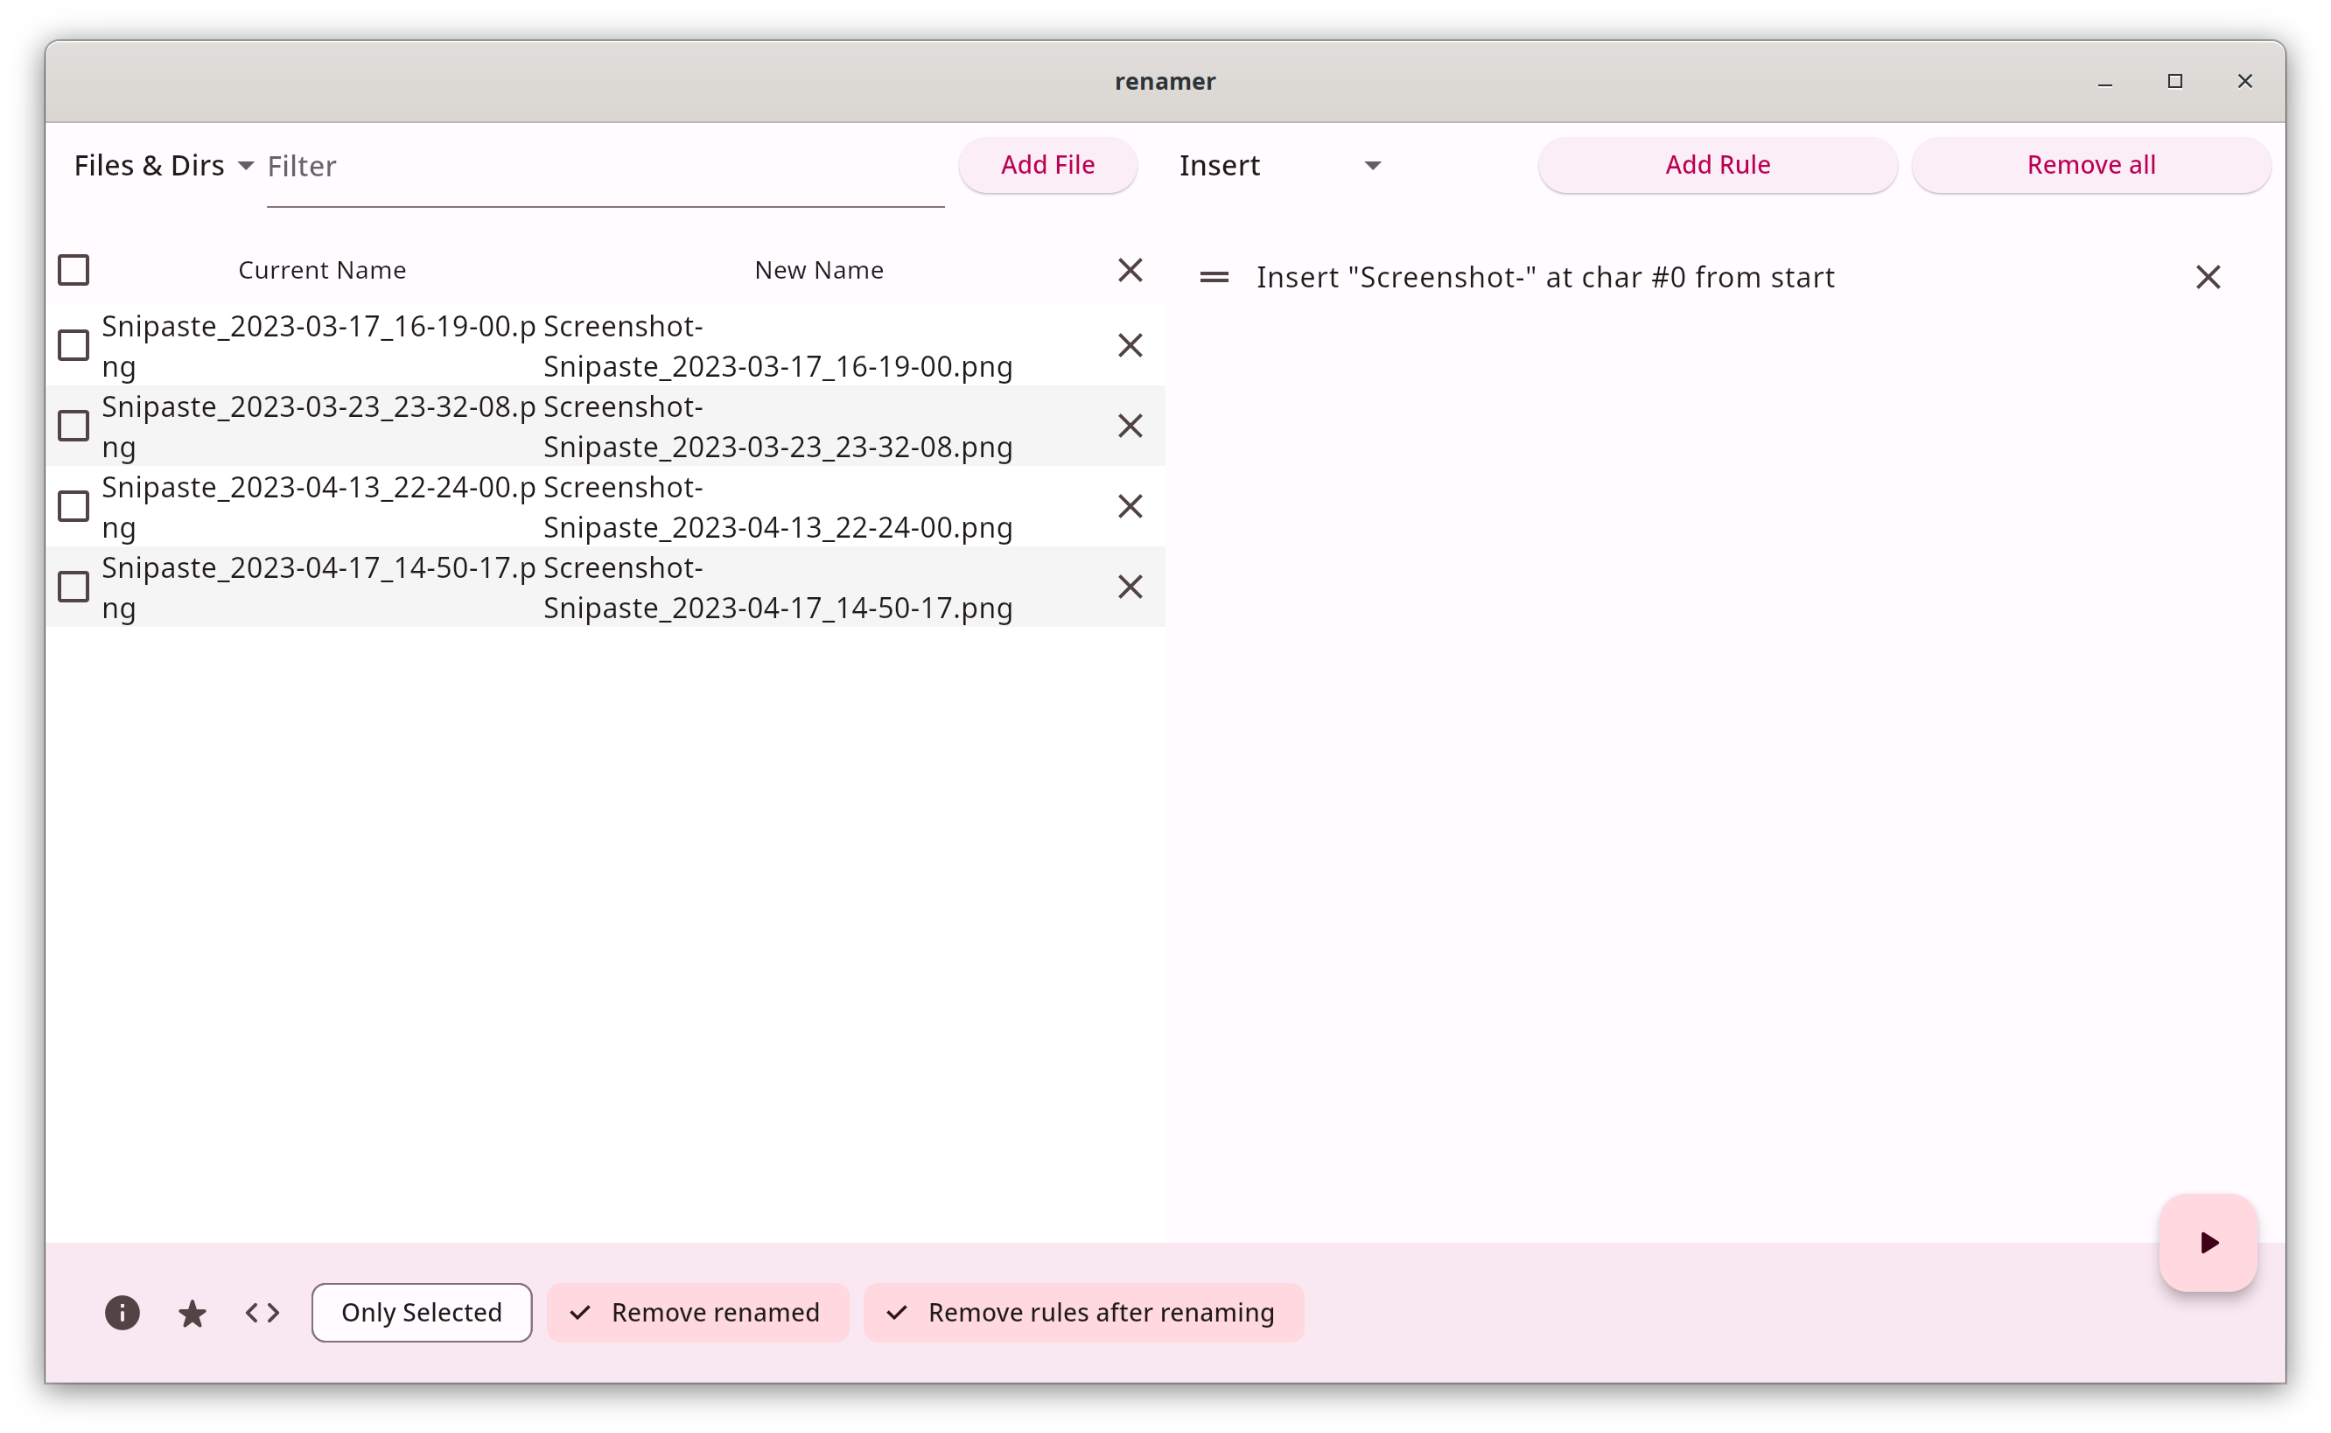 renamer
Files & Dirs
Filter
Add File
Insert
Add Rule
Remove all
Current Name
New Name
Insert "Screenshot-" at char #0 from start
Snipaste_2023-03-17_16-19-00.p
ng
Screenshot-
Snipaste_2023-03-17_16-19-00.png
Snipaste_2023-03-23_23-32-08.p
ng
Screenshot-
Snipaste_2023-03-23_23-32-08.png
Snipaste_2023-04-13_22-24-00.p
ng
Screenshot-
Snipaste_2023-04-13_22-24-00.png
Snipaste_2023-04-17_14-50-17.p
ng
Screenshot-
Snipaste_2023-04-17_14-50-17.png
Only Selected
Remove renamed
Remove rules after renaming